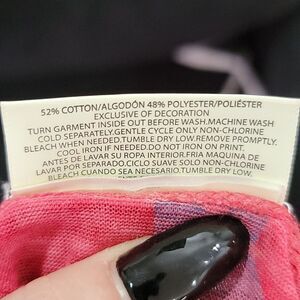 52% COTTON/ALGODÓN 48% POLYESTER/POLIÉSTER
EXCLUSIVE OF DECORATION
TURN GARMENT INSIDE OUT BEFORE WASH.MACHINE WASH
COLD SEPARATELY.GENTLE CYCLE ONLY NON-CHLORINE
BLEACH WHEN NEEDED.TUMBLE DRY LOW.REMOVE PROMPTLY.
COOL IRON IF NEEDED.DO NOT IRON ON PRINT.
ANTES DE LAVAR SU ROPA INTERIOR.FRIA MAQUINA DE
LAVAR POR SEPARADO.CICLO SUAVE SOLO NON-CHLORINE
BLEACH CUANDO SEA NECESARIO.TUMBLE DRY LOW.